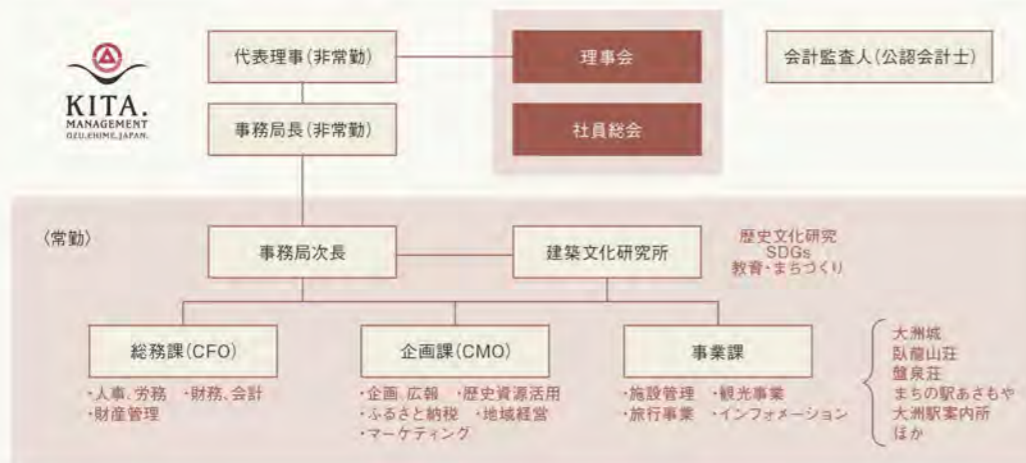 KITA.
MANAGEMENT
OZU.EHIME.JAPAN.
代表理事(非常勤)
理事会
会計監査人(公認会計士)
事務局長(非常勤)
社員総会
〈常勤〉
事務局次長
建築文化研究所
歴史文化研究
SDGs
教育・まちづくり
総務課(CFO)
・人事、労務 ・財務、会計
・財産管理
企画課(CMO)
・企画、広報 ・歴史資源活用
・ふるさと納税 ・地域経営
・マーケティング
事業課
・施設管理 ・観光事業
・旅行事業 ・インフォメーション
大洲城
臥龍山荘
盤泉荘
まちの駅あさもや
大洲駅案内所
ほか